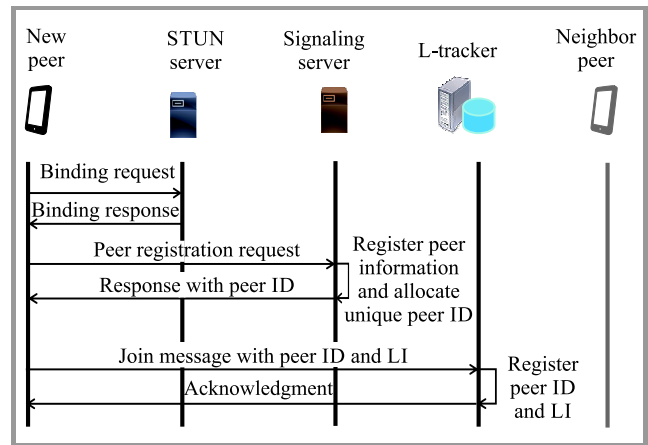 New
peer
STUN
server
Signaling
server
L-tracker
Neighbor
peer
Binding request
Binding response
Peer registration request
Response with peer ID
Register peer
information
and allocate
unique peer ID
Join message with peer ID and LI
Acknowledgment
Register
peer ID
and LI